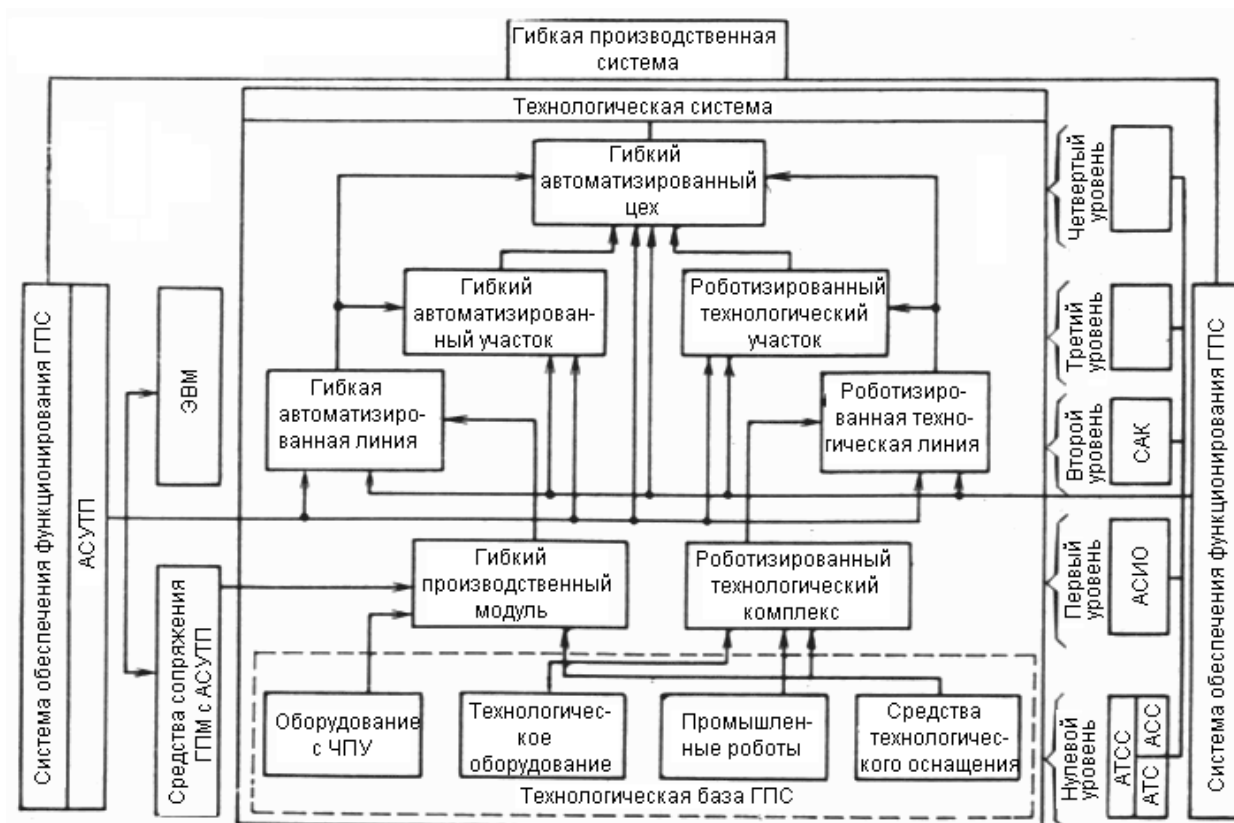 Гибкая производственная
система
Технологическая система
Гибкий
автоматизированный
цех
Гибкий
автоматизирован-
ный участок
Роботизированный
технологический
участок
Гибкая
автоматизиро-
ванная линия
Роботизиро-
ванная техно-
огическая линия
Гибкий
производственный
модуль
Роботизированный
технологический
комплекс
Оборудование
с ЧПУ
Технологичес-
кое
оборудование
Промышлен-
ные роботы
Средства
технологичес-
кого оснащения
Технологическая база ГПС
Система обеспечения функционирования ГПС
АСУТП
ЭВМ
Средства сопряжения
ГПМ с АСУТП
Четвертый
уровень
Третий
уровень
Второй
уровень
САК
Первый
уровень
АСИО
Нулевой
уровень
АТСС
АСС
АТС
Система обеспечения функционирования ГПС